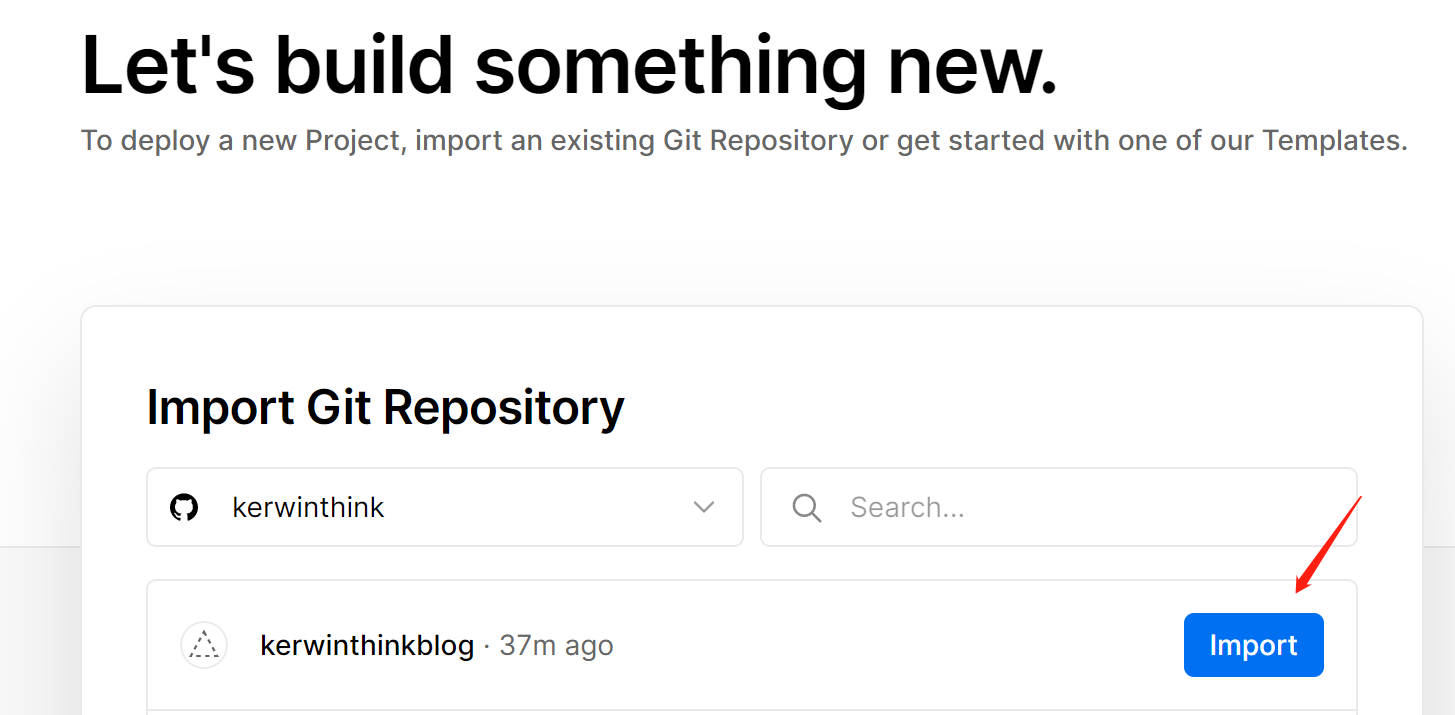 Let's build something new.
To deploy a new Project, import an existing Git Repository or get started with one of our Templates.
Import Git Repository
kerwinthink
Search...
kerwinthinkblog · 37m ago
Import